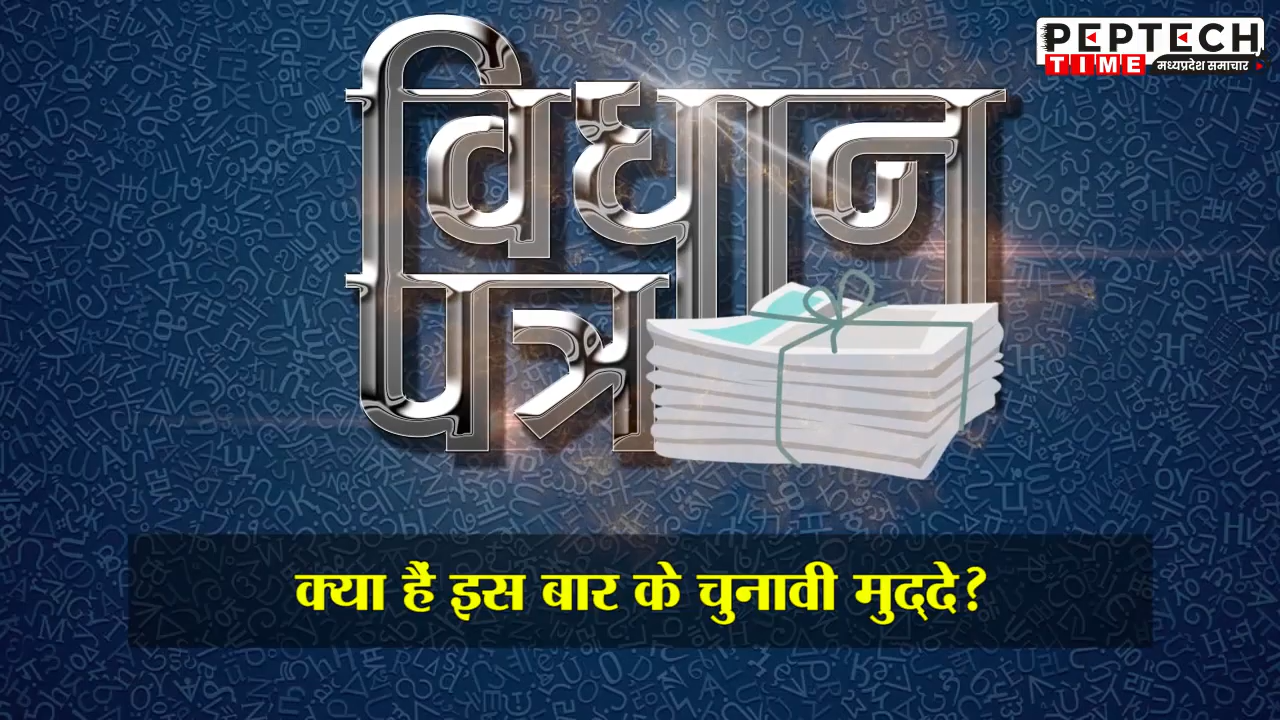 PEPTECH
TIME मध्यप्रदेश समाचार
विधान
पत्र
क्या हैं इस बार के चुनावी मुद्दे?